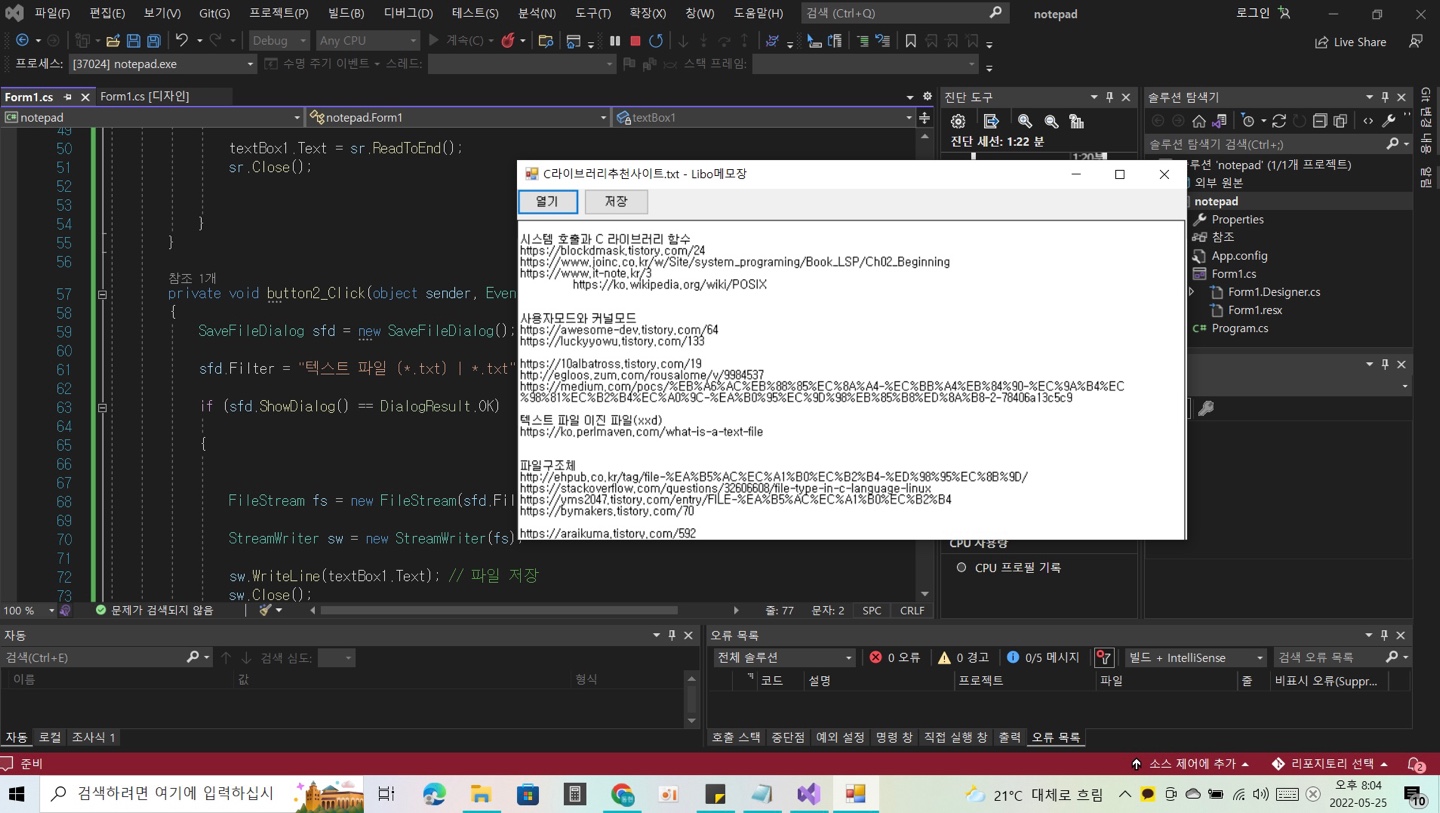 파일(F) 편집(E) 보기(V) Git(G) 프로젝트(P) 빌드(B) 디버그(D) 테스트(S) 분석(N) 도구(T) 확장(X) 창(W) 도움말(H) 검색 (Ctrl+Q) notepad 로그인
Debug Any CPU 계속(C) Live Share
프로세스: [37024] notepad.exe 수명 주기 이벤트 스레드: 스택 프레임:
Form1.cs Form1.cs [디자인]
notepad notepad.Form1 textBox1
49
50 textBox1.Text = sr.ReadToEnd();
51 sr.Close();
52
53
54 }
55 }
56
참조 1개
57 private void button2_Click(object sender, Even
58 {
59 SaveFileDialog sfd = new SaveFileDialog();
60
61 sfd.Filter = "텍스트 파일 (*.txt) | *.txt"
62
63 if (sfd.ShowDialog() == DialogResult.OK)
64
65 {
66
67
68 FileStream fs = new FileStream(sfd.Fil
69
70 StreamWriter sw = new StreamWriter(fs);
71
72 sw.WriteLine(textBox1.Text); // 파일 저장
73 sw.Close();
100 % 문제가 검색되지 않음 줄: 77 문자: 2 SPC CRLF
C라이브러리추천사이트.txt - Libo메모장
열기 저장
시스템 호출과 C 라이브러리 함수
https://blockdmask.tistory.com/24
https://www.joinc.co.kr/w/Site/system_programing/Book_LSP/Ch02_Beginning
https://www.it-note.kr/3
https://ko.wikipedia.org/wiki/POSIX
사용자모드와 커널모드
https://awesome-dev.tistory.com/64
https://luckyyowu.tistory.com/133
https://10albatross.tistory.com/19
http://egloos.zum.com/rousalome/v/9984537
https://medium.com/pocs/%EB%A6%AC%EB%88%85%EC%8A%A4-%EC%BB%A4%EB%84%90-%EC%9A%B4%EC
%98%81%EC%B2%B4%EC%A0%9C-%EA%B0%95%EC%9D%98%EB%85%B8%ED%8A%B8-2-78406a13c5c9
텍스트 파일 이진 파일(xxd)
https://ko.perlmaven.com/what-is-a-text-file
파일구조체
http://ehpub.co.kr/tag/file-%EA%B5%AC%EC%A1%B0%EC%B2%B4-%ED%98%95%EC%8B%9D/
https://stackoverflow.com/questions/32606608/file-type-in-c-language-linux
https://yms2047.tistory.com/entry/FILE-%EA%B5%AC%EC%A1%B0%EC%B2%B4
https://bymakers.tistory.com/70
https://araikuma.tistory.com/592
진단 도구
진단 세션: 1:22 분
1:20분
CPU 사용량
CPU 프로필 기록
솔루션 탐색기
솔루션 탐색기 검색(Ctrl+;)
루션 'notepad' (1/1개 프로젝트)
외부 원본
notepad
Properties
참조
App.config
Form1.cs
Form1.Designer.cs
Form1.resx
Program.cs
Git 변경 내용 알림
자동
검색(Ctrl+E) 검색 심도:
이름 값 형식
자동 로컬 조사식 1
오류 목록
전체 솔루션 0 오류 0 경고 0/5 메시지 빌드 + IntelliSense 검색 오류 목록
코드 설명 프로젝트 파일 줄 비표시 오류(Suppr...
호출 스택 중단점 예외 설정 명령 창 직접 실행 창 출력 오류 목록
준비 소스 제어에 추가 리포지토리 선택 2
검색하려면 여기에 입력하십시 21°C 대체로 흐림 오후 8:04
2022-05-25 10